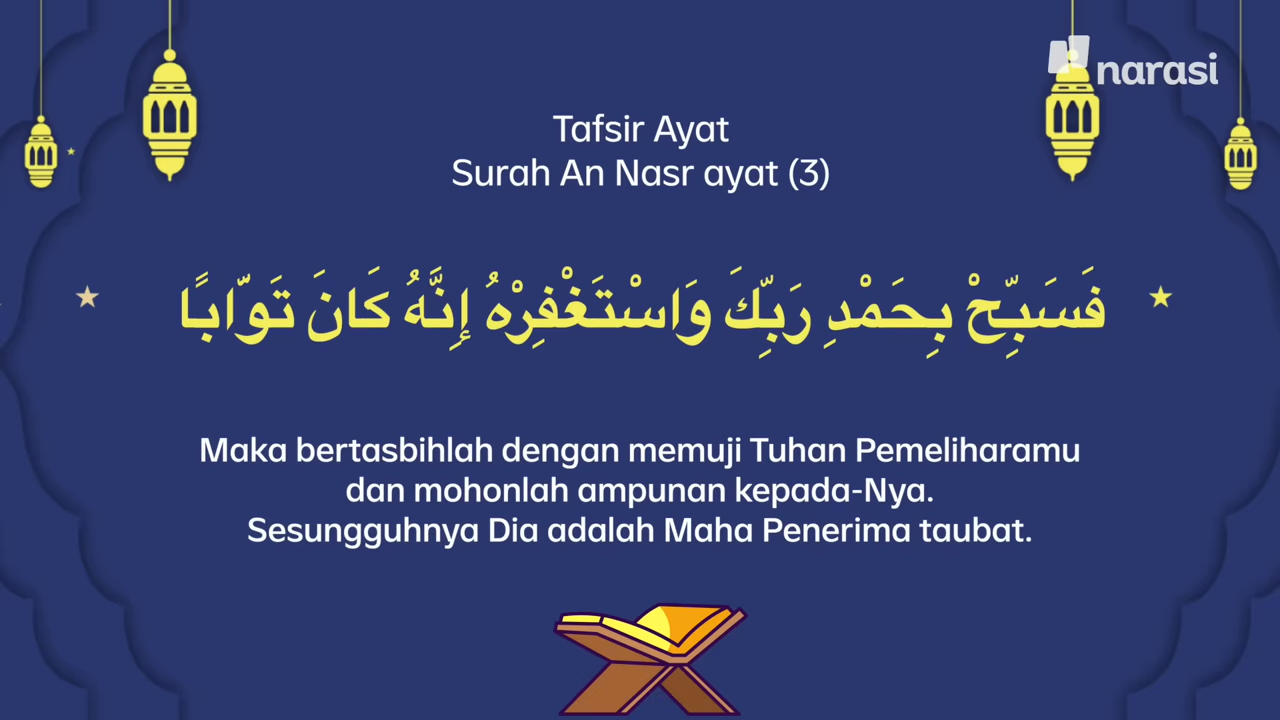 narasi
Tafsir Ayat
Surah An Nasr ayat (3)
فَسَبِّحْ بِحَمْدِ رَبِّكَ وَاسْتَغْفِرْهُ إِنَّهُ كَانَ تَوَّابًا
Maka bertasbihlah dengan memuji Tuhan Pemeliharamu
dan mohonlah ampunan kepada-Nya.
Sesungguhnya Dia adalah Maha Penerima taubat.